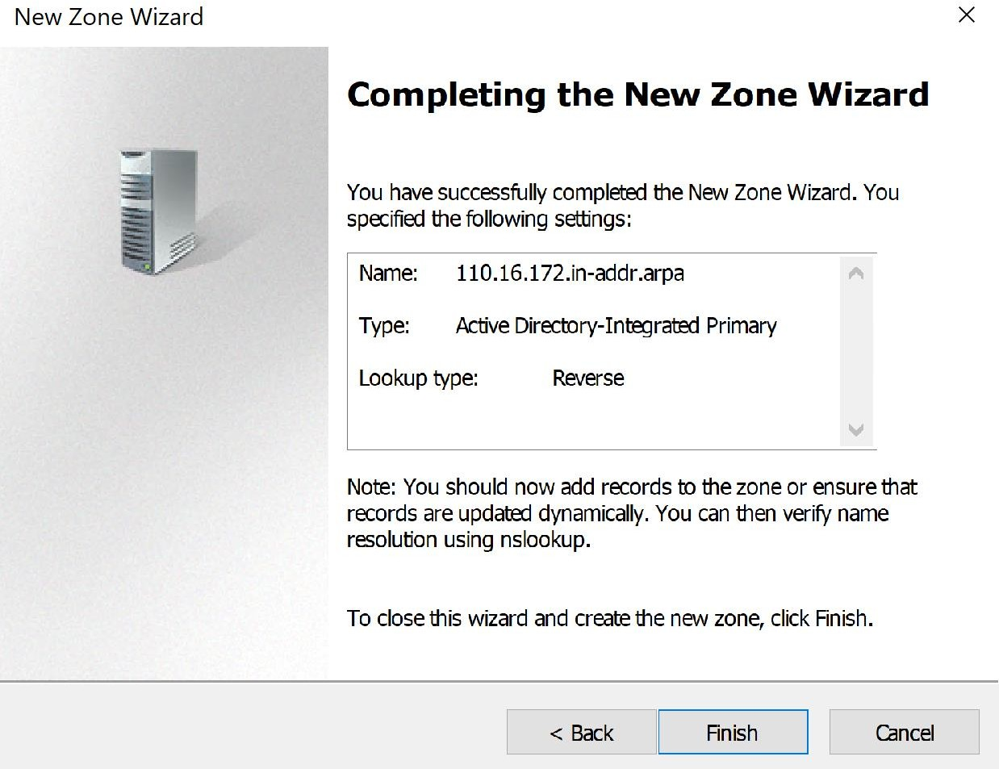 New Zone Wizard
Completing the New Zone Wizard
You have successfully completed the New Zone Wizard. You
specified the following settings:
Name: 110.16.172.in-addr.arpa
Type: Active Directory-Integrated Primary
Lookup type: Reverse
Note: You should now add records to the zone or ensure that
records are updated dynamically. You can then verify name
resolution using nslookup.
To close this wizard and create the new zone, click Finish.
< Back Finish Cancel